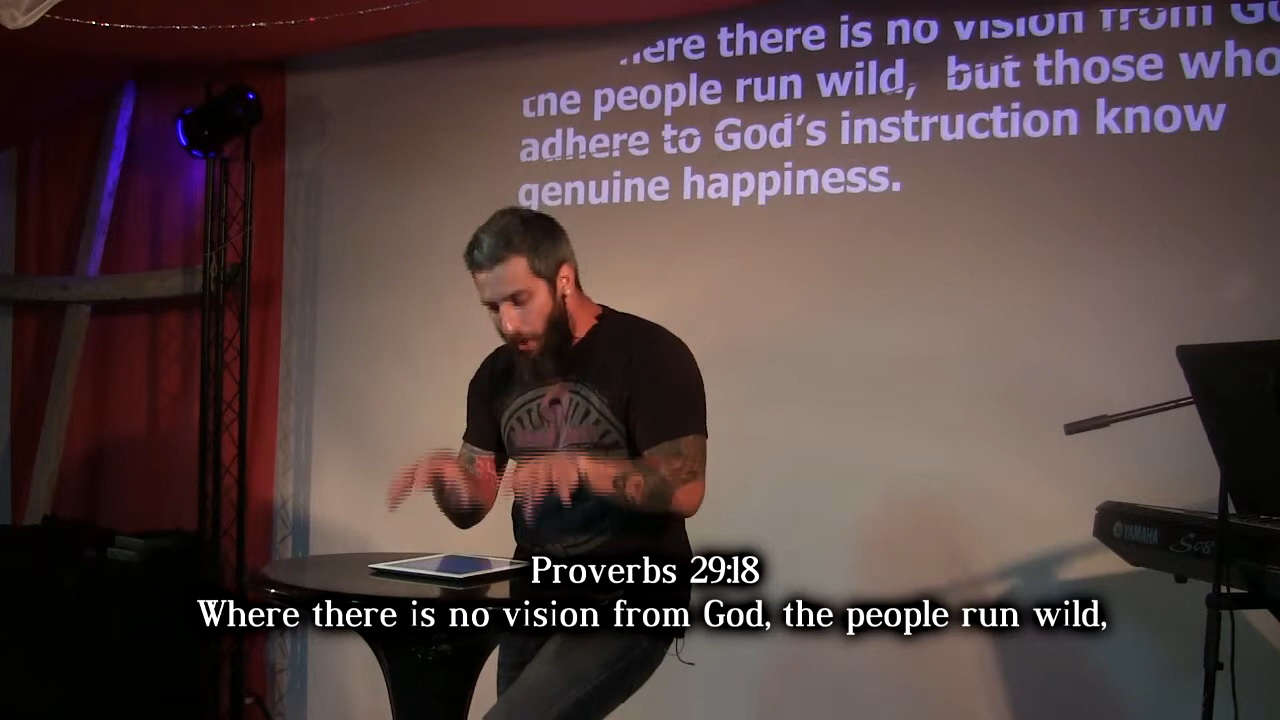 there is no vision from
the people run wild, but those who
adhere to God's instruction know
genuine happiness.
YAMAHA
S08
Proverbs 29:18
Where there is no vision from God, the people run wild,